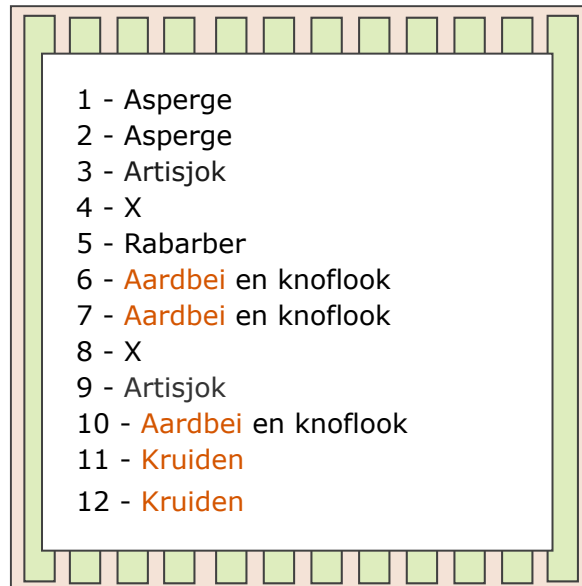 1 - Asperge
2 - Asperge
3 - Artisjok
4 - X
5 - Rabarber
6 - Aardbei en knoflook
7 - Aardbei en knoflook
8 - X
9 - Artisjok
10 - Aardbei en knoflook
11 - Kruiden
12 - Kruiden